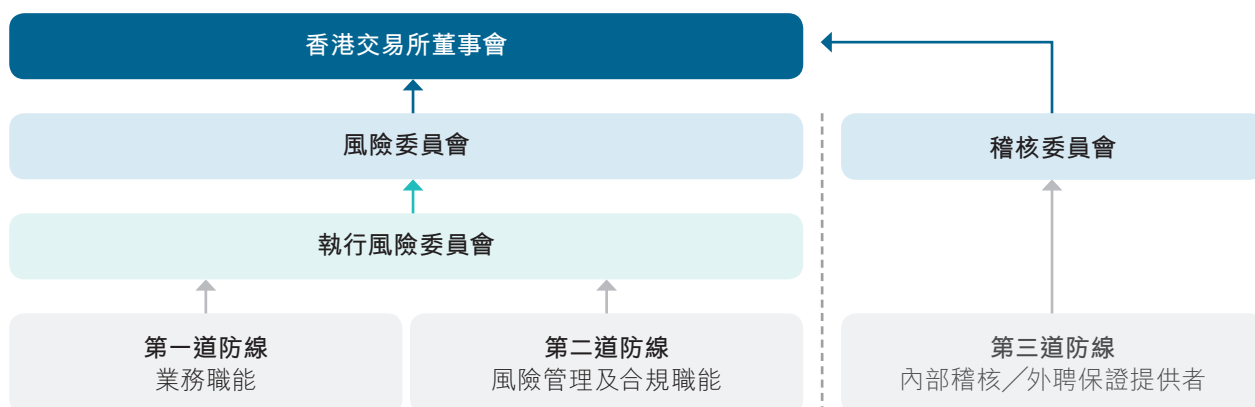 香港交易所董事會
風險委員會
稽核委員會
執行風險委員會
第一道防線
業務職能
第二道防線
風險管理及合規職能
第三道防線
內部稽核／外聘保證提供者